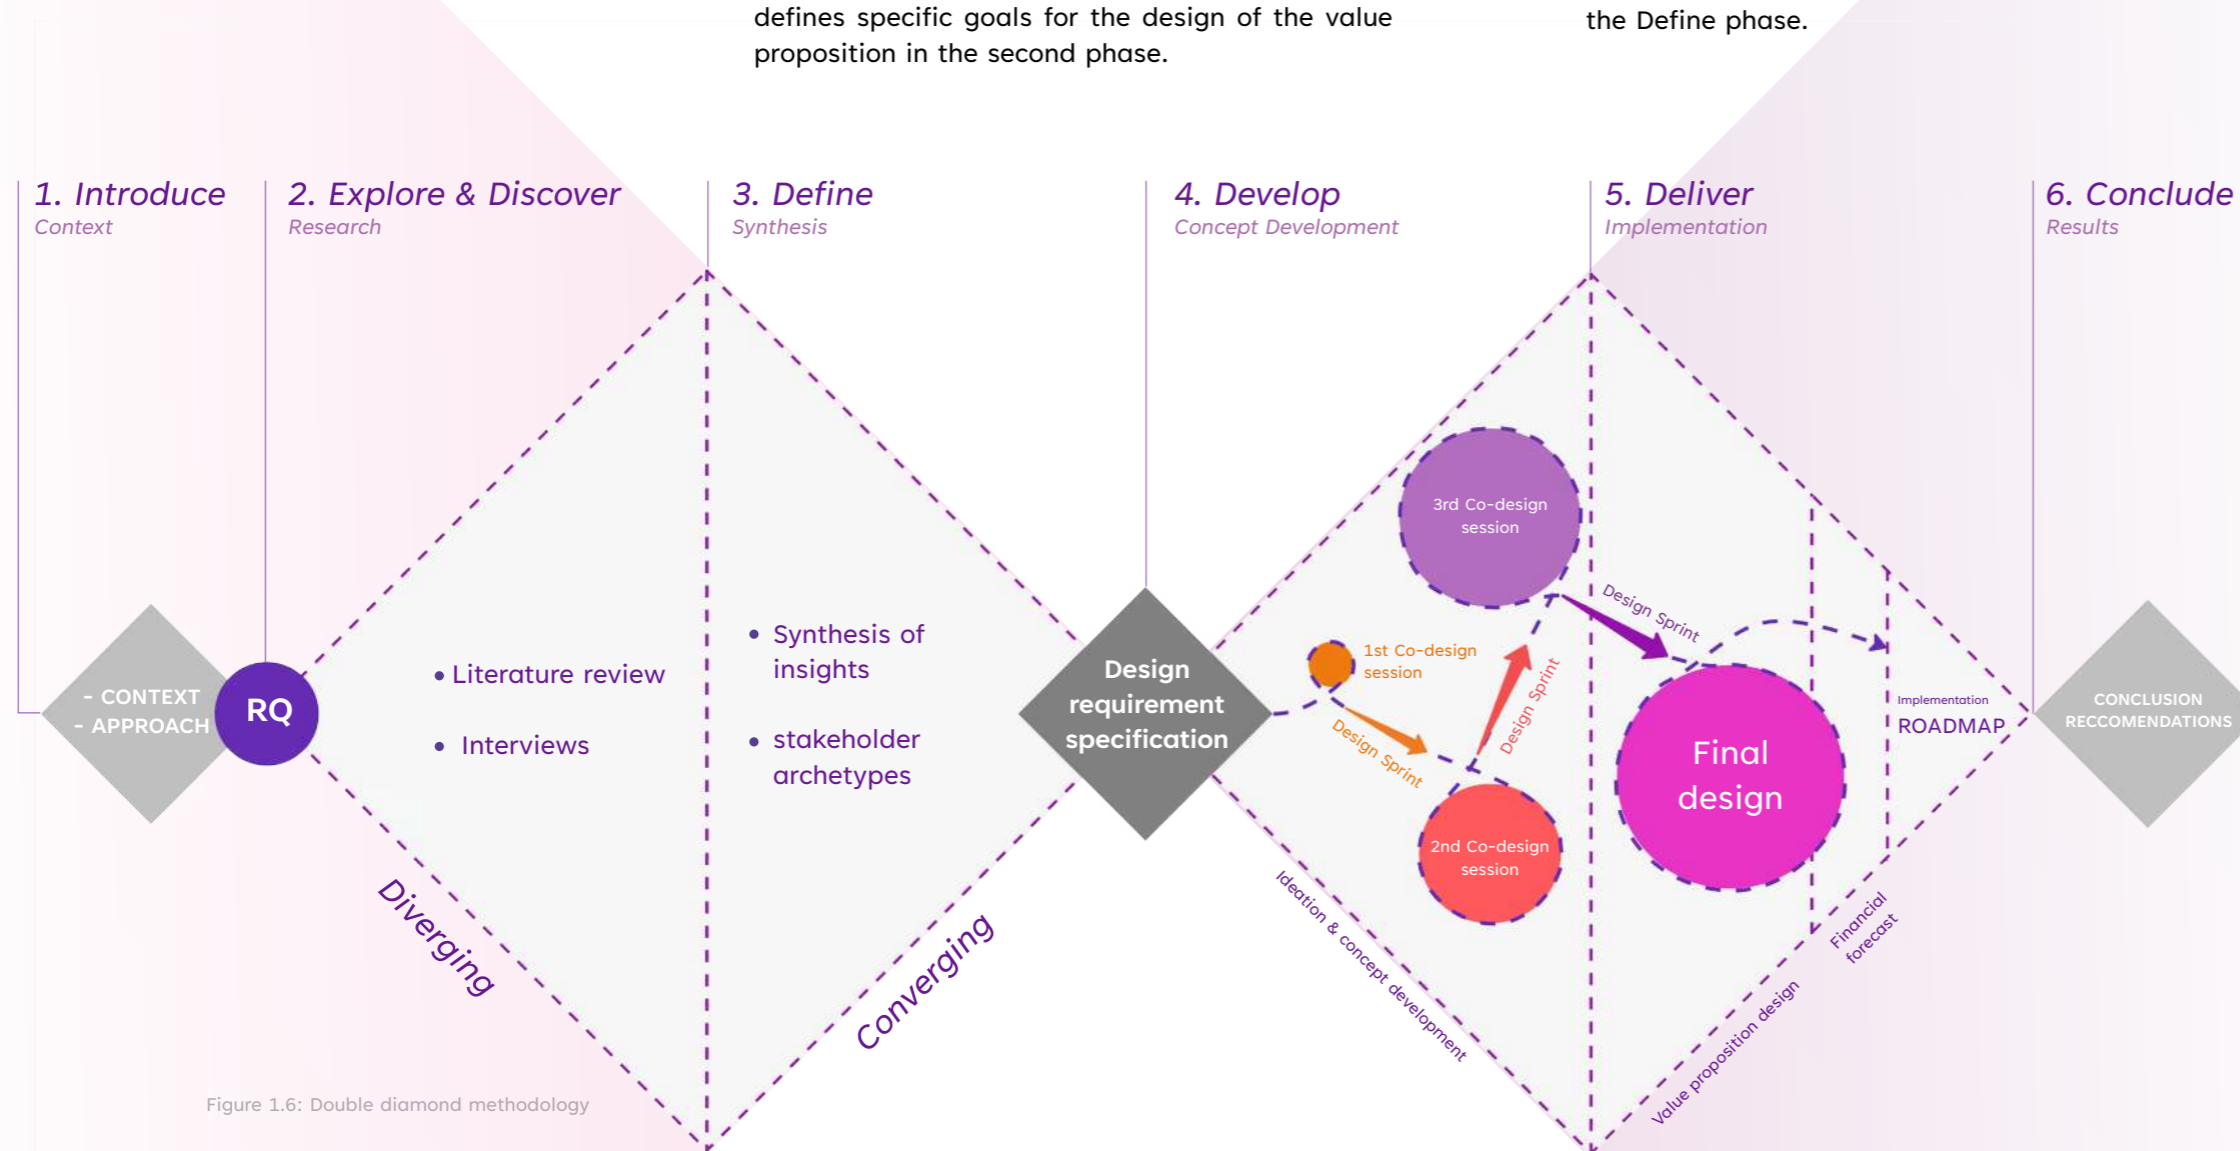 defines specific goals for the design of the value
proposition in the second phase.
the Define phase.
1. Introduce
Context
2. Explore & Discover
Research
3. Define
Synthesis
4. Develop
Concept Development
5. Deliver
Implementation
6. Conclude
Results
- CONTEXT
- APPROACH
RQ
• Literature review
• Interviews
• Synthesis of
insights
• stakeholder
archetypes
Diverging
Converging
Design
requirement
specification
1st Co-design
session
Design Sprint
2nd Co-design
session
Design Sprint
3rd Co-design
session
Design Sprint
Final
design
Implementation
ROADMAP
Ideation & concept development
Value proposition design
Financial
forecast
CONCLUSION
RECCOMENDATIONS
Figure 1.6: Double diamond methodology